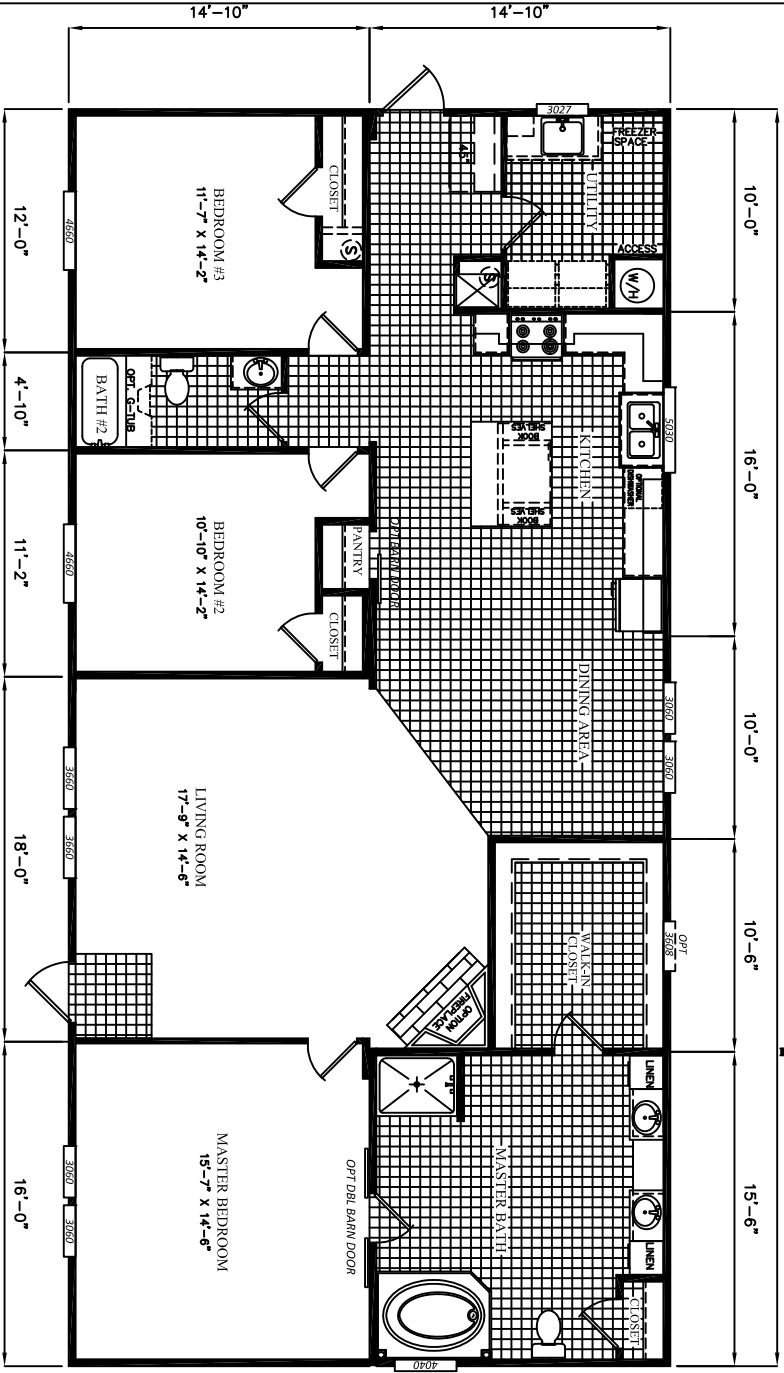 14'-10"
14'-10"
10'-0"
16'-0"
10'-0"
10'-6"
15'-6"
3027
5030
3060
3060
OPT
3608
FREEZER
SPACE
UTILITY
ACCESS
W/H
45"
S
KITCHEN
OPTIONAL
DISHWASHER
BOOK
SHELVES
BOOK
SHELVES
DINING AREA
WALK-IN
CLOSET
LINEN
LINEN
MASTER BATH
CLOSET
4040
CLOSET
S
BEDROOM #3
11'-7" X 14'-2"
BATH #2
OPT. G-TUB
PANTRY
OPT BARN DOOR
CLOSET
BEDROOM #2
10'-10" X 14'-2"
LIVING ROOM
17'-9" X 14'-6"
OPTION
FIREPLACE
OPT DBL BARN DOOR
MASTER BEDROOM
15'-7" X 14'-6"
4660
4660
3660
3660
3060
3060
12'-0"
4'-10"
11'-2"
18'-0"
16'-0"